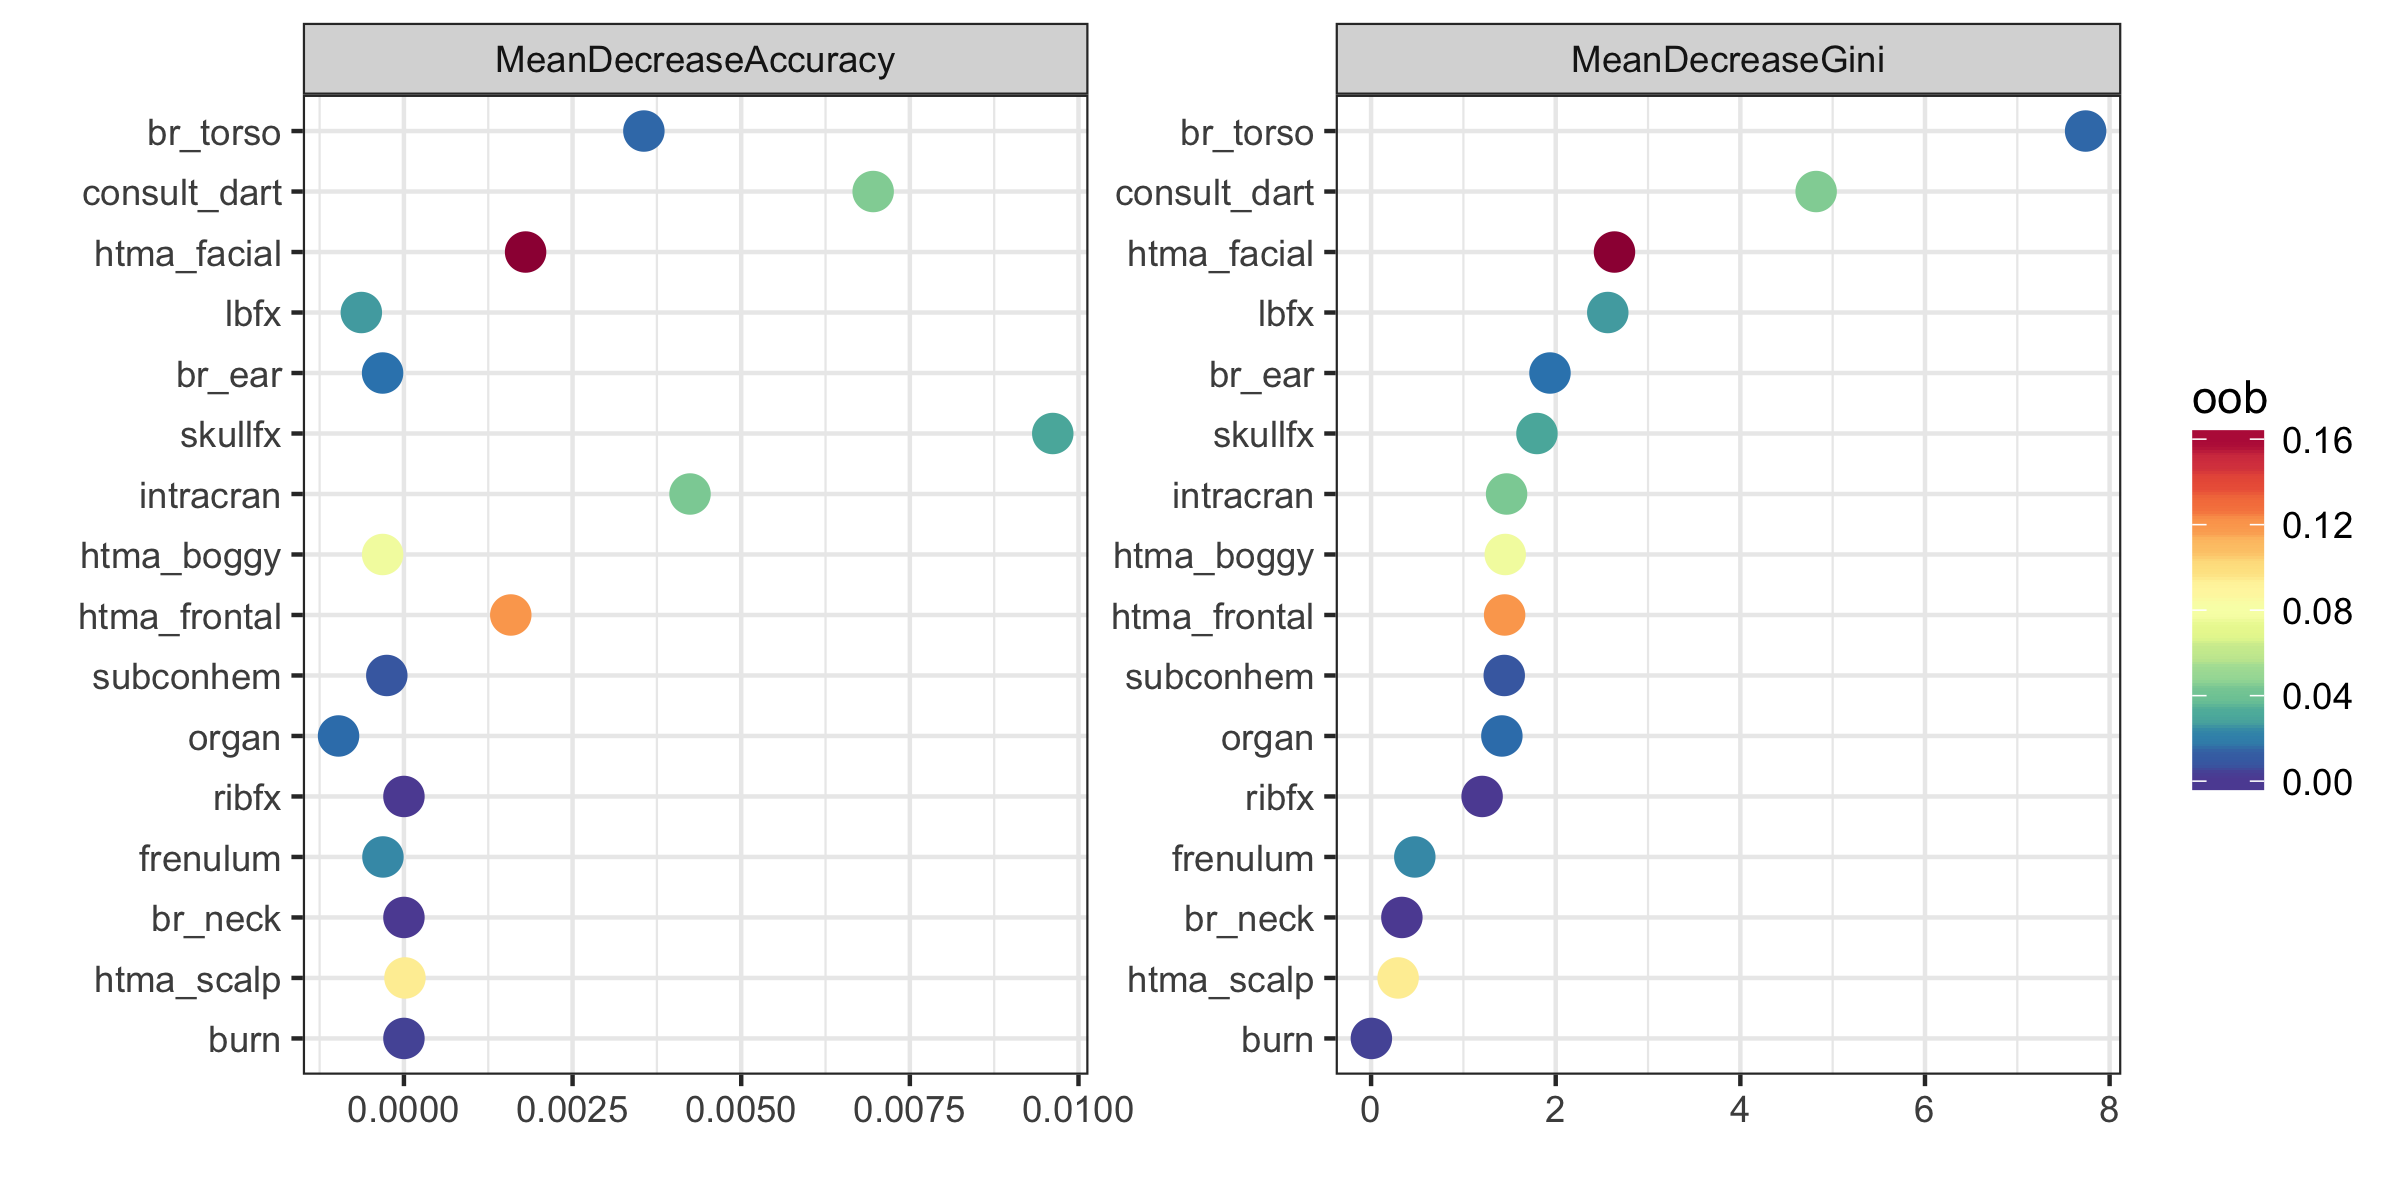 MeanDecreaseAccuracy
br_torso
consult_dart
htma_facial
lbfx
br_ear
skullfx
intracran
htma_boggy
htma_frontal
subconhem
organ
ribfx
frenulum
br_neck
htma_scalp
burn
0.0000 0.0025 0.0050 0.0075 0.0100
MeanDecreaseGini
br_torso
consult_dart
htma_facial
lbfx
br_ear
skullfx
intracran
htma_boggy
htma_frontal
subconhem
organ
ribfx
frenulum
br_neck
htma_scalp
burn
0 2 4 6 8
oob
0.16
0.12
0.08
0.04
0.00